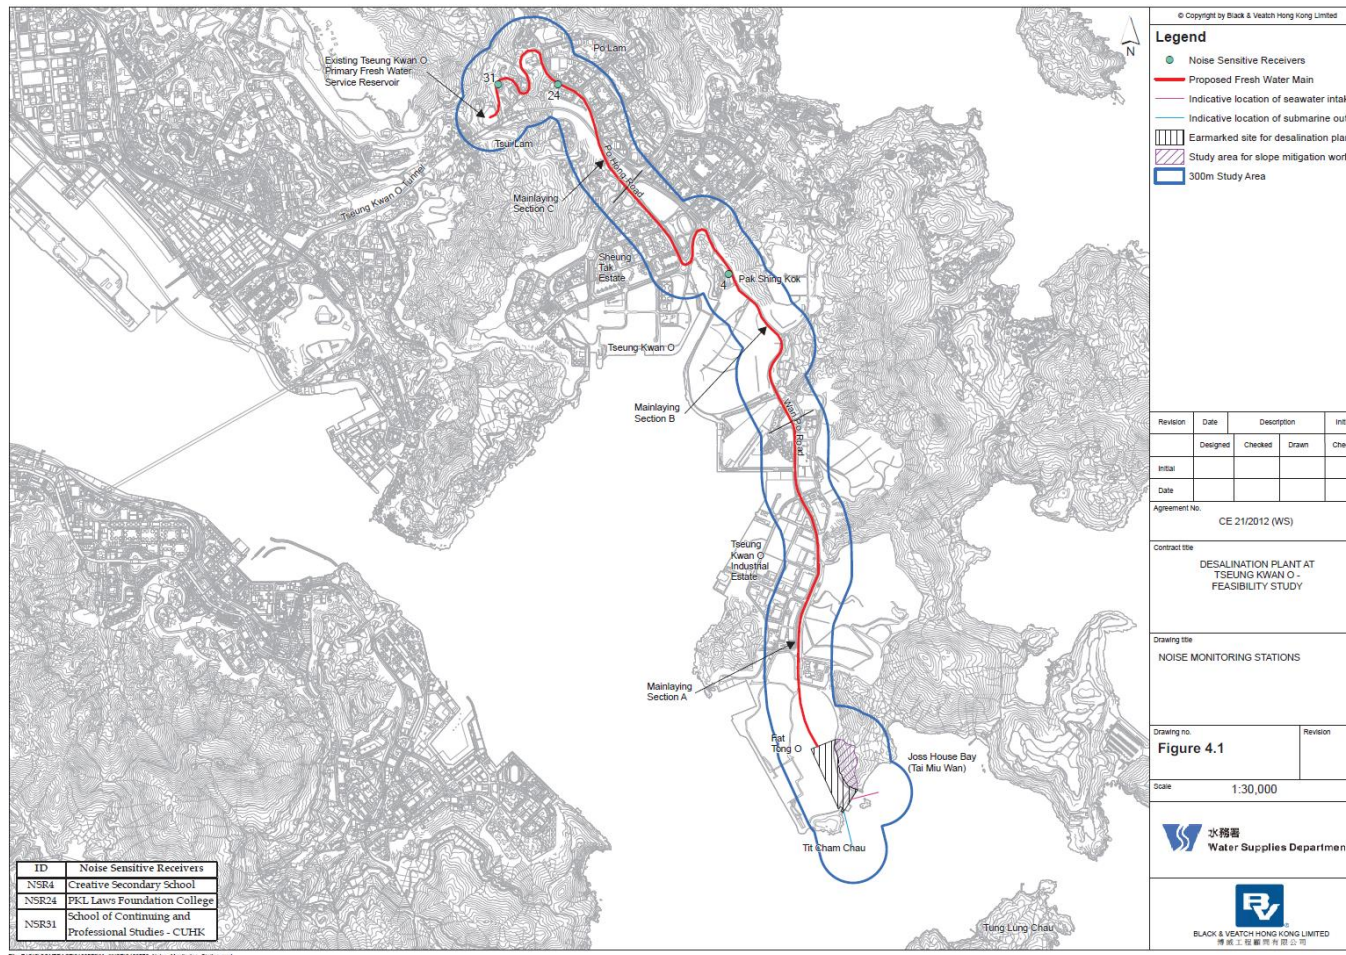 © Copyright by Black & Veatch Hong Kong Limited
Legend
Noise Sensitive Receivers
Proposed Fresh Water Main
Indicative location of seawater intak
Indicative location of submarine out
Earmarked site for desalination plan
Study area for slope mitigation work
300m Study Area
N
Po Lam
Existing Tseung Kwan O
Primary Fresh Water
Service Reservoir
31
24
Tsui Lam
Tseung Kwan O Tunnel
Po Hong Road
Mainlaying
Section C
Sheung
Tak
Estate
4
Pak Shing Kok
Tseung Kwan O
Mainlaying
Section B
Wan Po Road
Tseung
Kwan O
Industrial
Estate
Mainlaying
Section A
Fat
Tong O
Joss House Bay
(Tai Miu Wan)
Tit Cham Chau
Tung Lung Chau
ID Noise Sensitive Receivers
NSR4 Creative Secondary School
NSR24 PKL Laws Foundation College
NSR31 School of Continuing and
Professional Studies - CUHK
Revision Date Description Initi
Designed Checked Drawn Chec
Initial
Date
Agreement No.
CE 21/2012 (WS)
Contract title
DESALINATION PLANT AT
TSEUNG KWAN O -
FEASIBILITY STUDY
Drawing title
NOISE MONITORING STATIONS
Drawing no. Revision
Figure 4.1
Scale 1:30,000
水務署
Water Supplies Departmen
BV
BLACK & VEATCH HONG KONG LIMITED
博威工程顧問有限公司